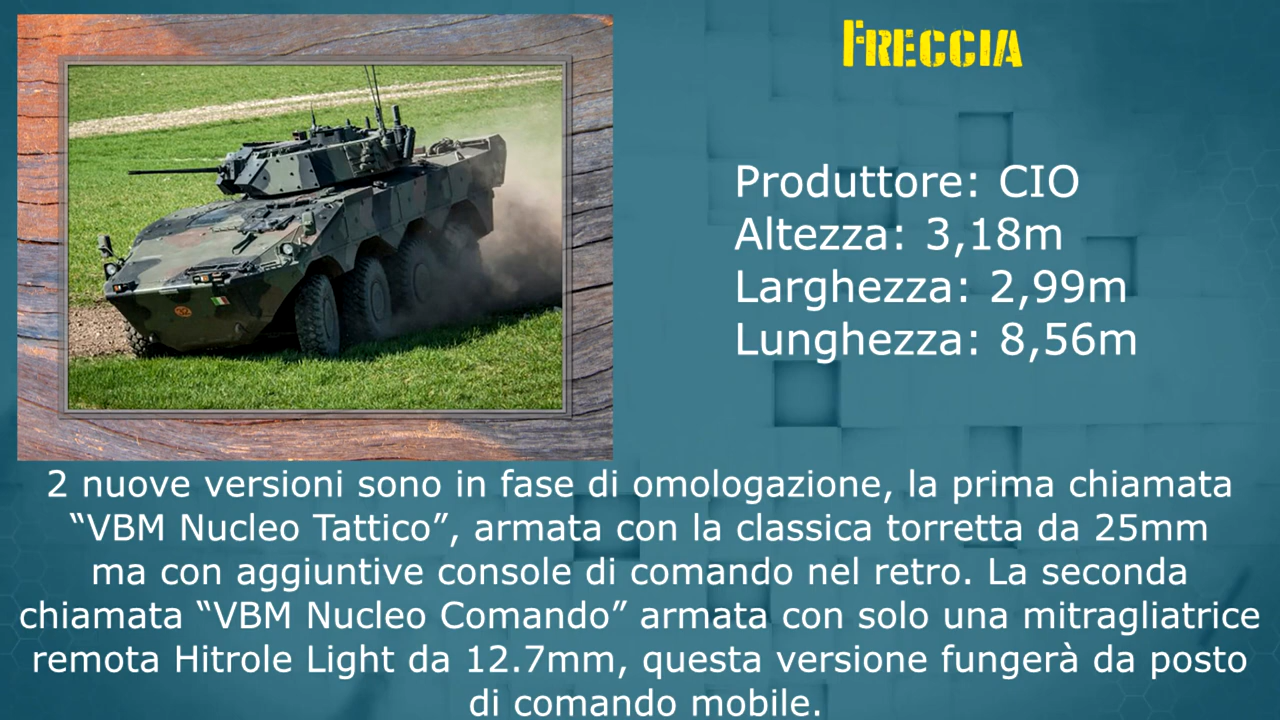 FRECCIA
Produttore: CIO
Altezza: 3,18m
Larghezza: 2,99m
Lunghezza: 8,56m
2 nuove versioni sono in fase di omologazione, la prima chiamata
“VBM Nucleo Tattico”, armata con la classica torretta da 25mm
ma con aggiuntive console di comando nel retro. La seconda
chiamata “VBM Nucleo Comando” armata con solo una mitragliatrice
remota Hitrole Light da 12.7mm, questa versione fungerà da posto
di comando mobile.